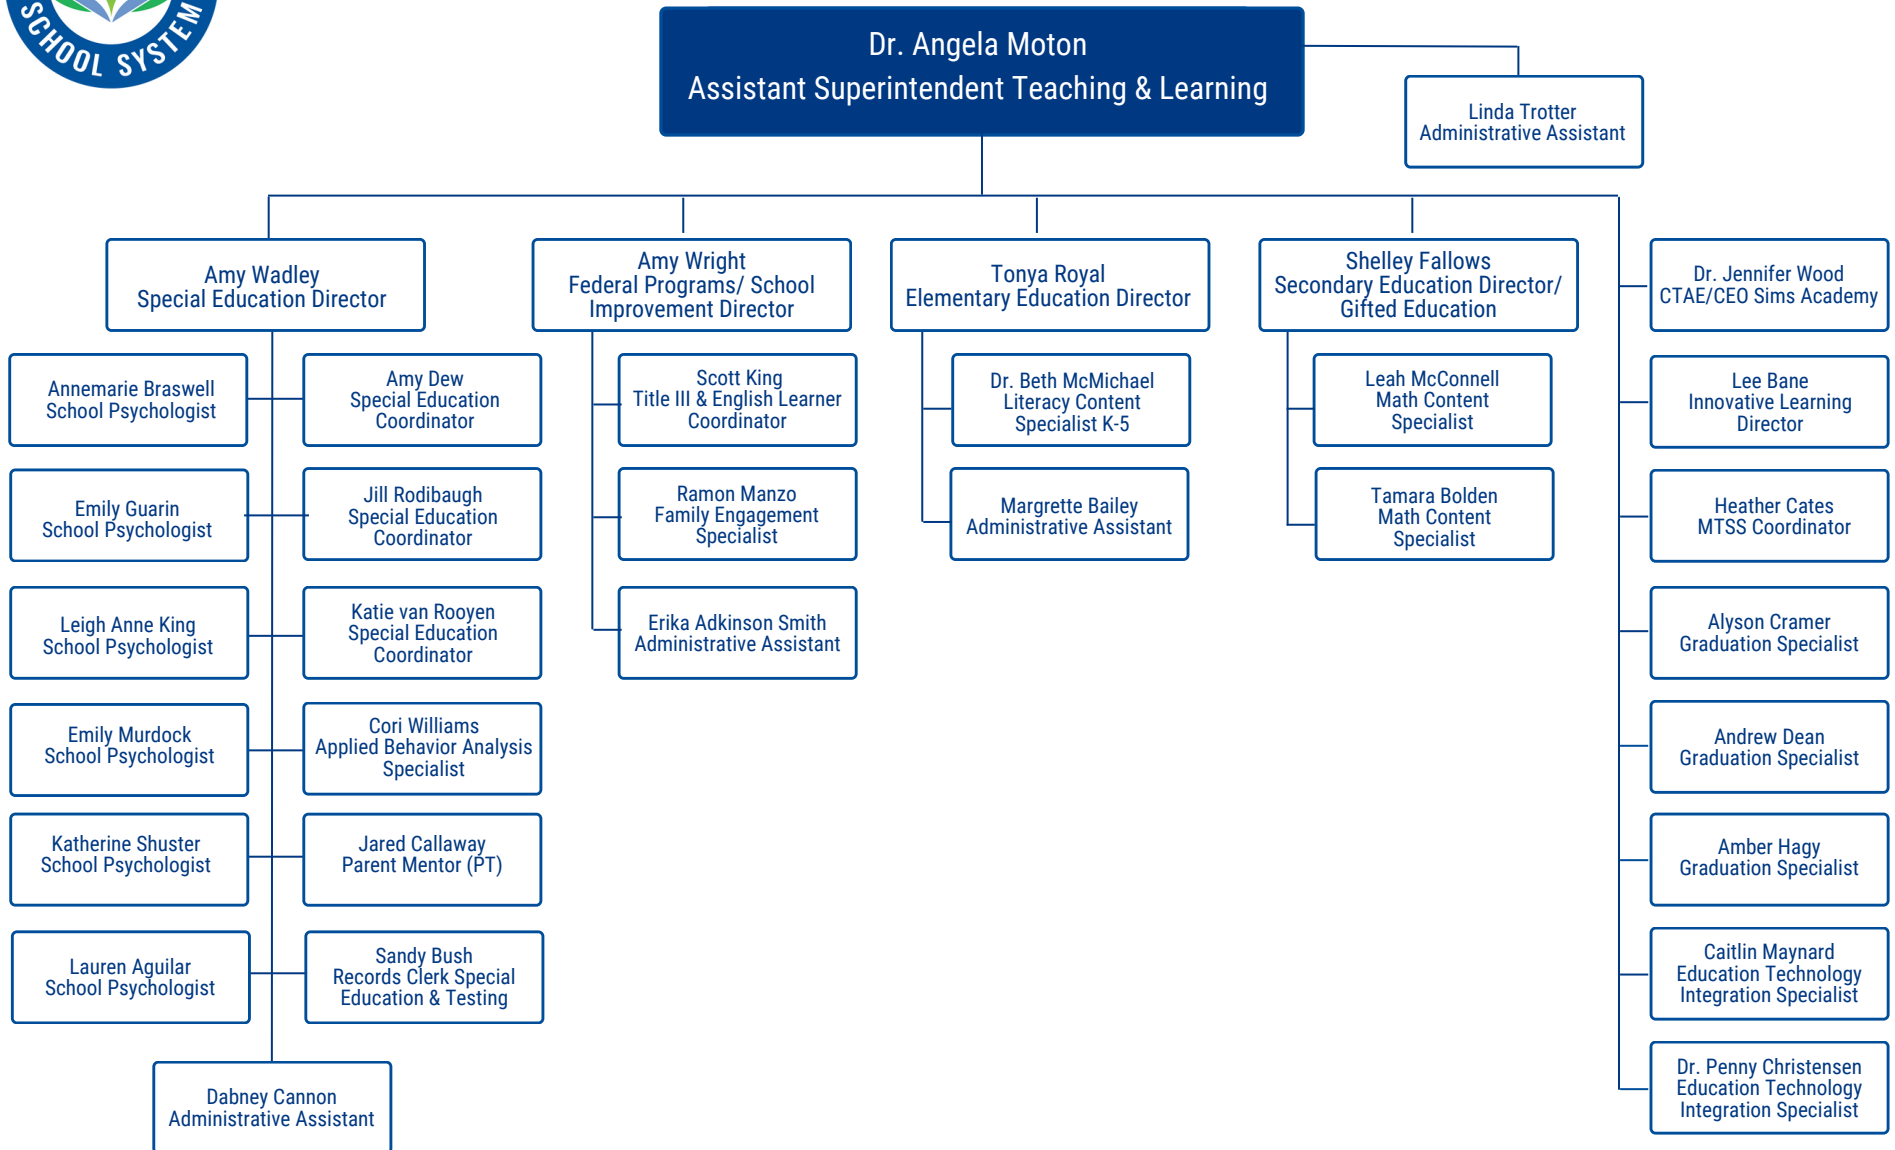 SCHOOL SYSTEM
Dr. Angela Moton
Assistant Superintendent Teaching & Learning
Linda Trotter
Administrative Assistant
Amy Wadley
Special Education Director
Amy Wright
Federal Programs/ School
Improvement Director
Tonya Royal
Elementary Education Director
Shelley Fallows
Secondary Education Director/
Gifted Education
Dr. Jennifer Wood
CTAE/CEO Sims Academy
Annemarie Braswell
School Psychologist
Amy Dew
Special Education
Coordinator
Scott King
Title III & English Learner
Coordinator
Dr. Beth McMichael
Literacy Content
Specialist K-5
Leah McConnell
Math Content
Specialist
Lee Bane
Innovative Learning
Director
Emily Guarin
School Psychologist
Jill Rodibaugh
Special Education
Coordinator
Ramon Manzo
Family Engagement
Specialist
Margrette Bailey
Administrative Assistant
Tamara Bolden
Math Content
Specialist
Heather Cates
MTSS Coordinator
Leigh Anne King
School Psychologist
Katie van Rooyen
Special Education
Coordinator
Erika Adkinson Smith
Administrative Assistant
Alyson Cramer
Graduation Specialist
Emily Murdock
School Psychologist
Cori Williams
Applied Behavior Analysis
Specialist
Andrew Dean
Graduation Specialist
Katherine Shuster
School Psychologist
Jared Callaway
Parent Mentor (PT)
Amber Hagy
Graduation Specialist
Lauren Aguilar
School Psychologist
Sandy Bush
Records Clerk Special
Education & Testing
Caitlin Maynard
Education Technology
Integration Specialist
Dabney Cannon
Administrative Assistant
Dr. Penny Christensen
Education Technology
Integration Specialist